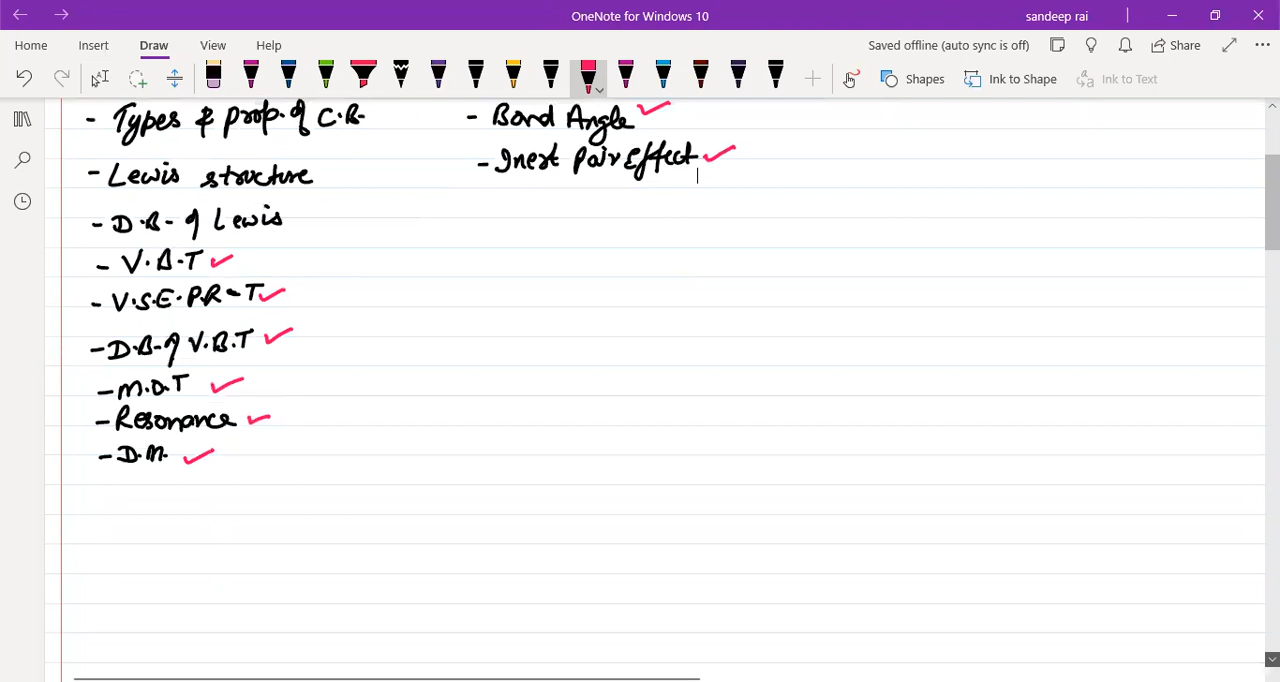 OneNote for Windows 10
sandeep rai
Home Insert Draw View Help
Saved offline (auto sync is off)
Share
Shapes
Ink to Shape
Ink to Text
- Types & prop. of C.B.
- Lewis structure
- D.B. of Lewis
- V.B.T
- V.S.E.P.R-T
- D.B. of V.B.T
- M.O.T
- Resonance
- D.M.
- Bond Angle
- Inert Pair Effect